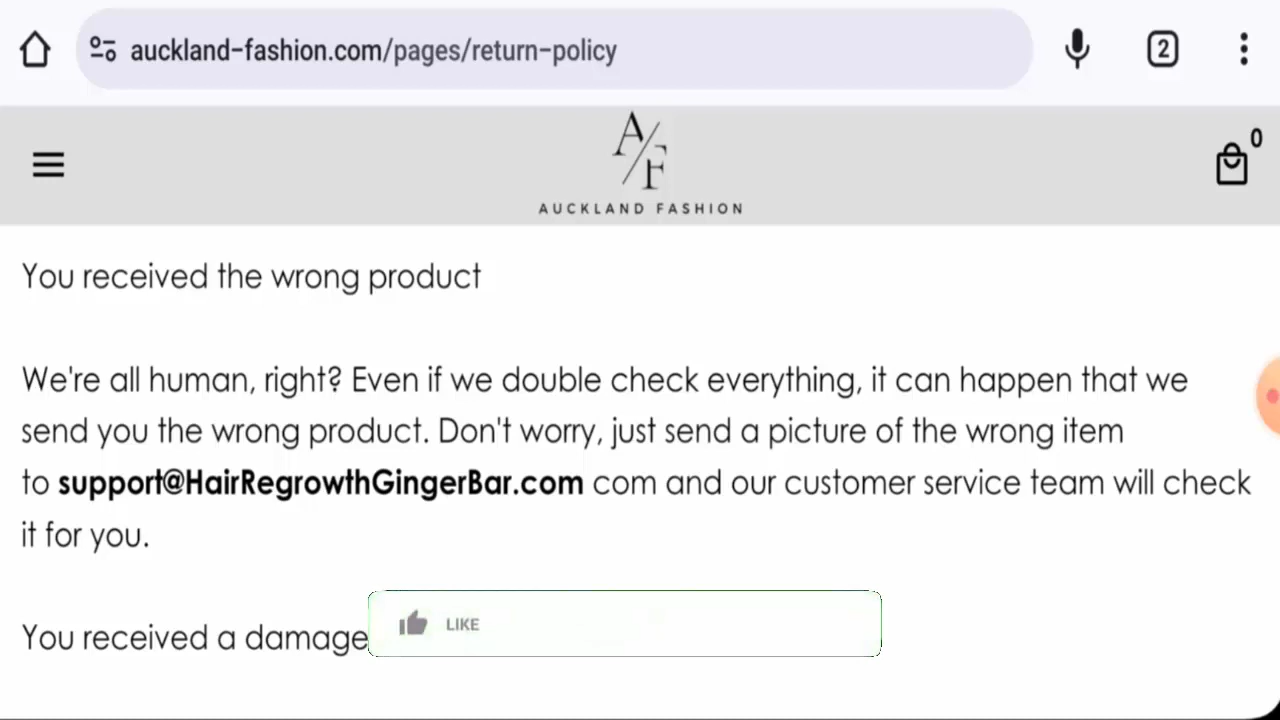 auckland-fashion.com/pages/return-policy
2
A/F
0
AUCKLAND FASHION
You received the wrong product
We're all human, right? Even if we double check everything, it can happen that we
send you the wrong product. Don't worry, just send a picture of the wrong item
to support@HairRegrowthGingerBar.com com and our customer service team will check
it for you.
You received a damage
LIKE